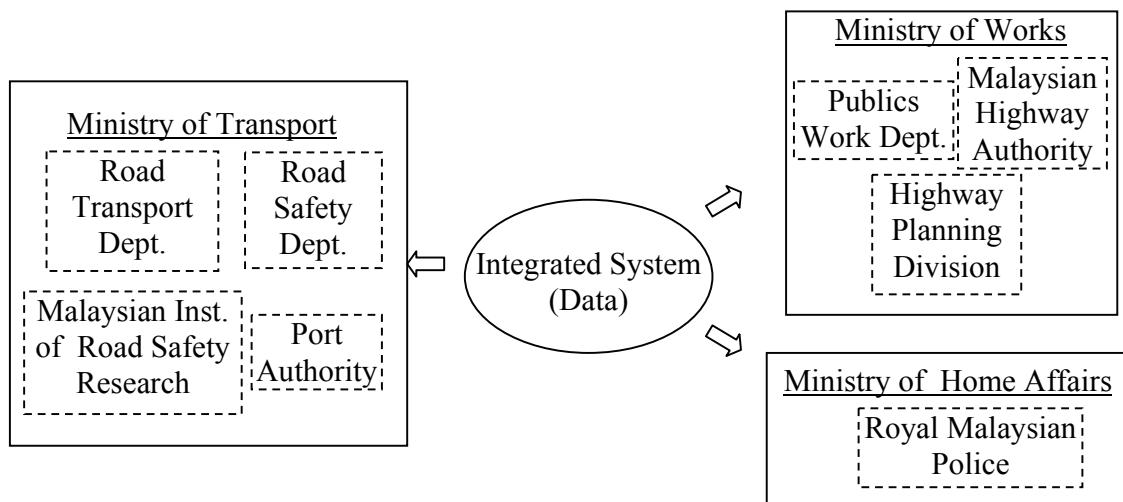 Ministry of Transport
Road
Transport
Dept.
Road
Safety
Dept.
Malaysian Inst.
of Road Safety
Research
Port
Authority
Integrated System
(Data)
Ministry of Works
Publics
Work Dept.
Malaysian
Highway
Authority
Highway
Planning
Division
Ministry of Home Affairs
Royal Malaysian
Police